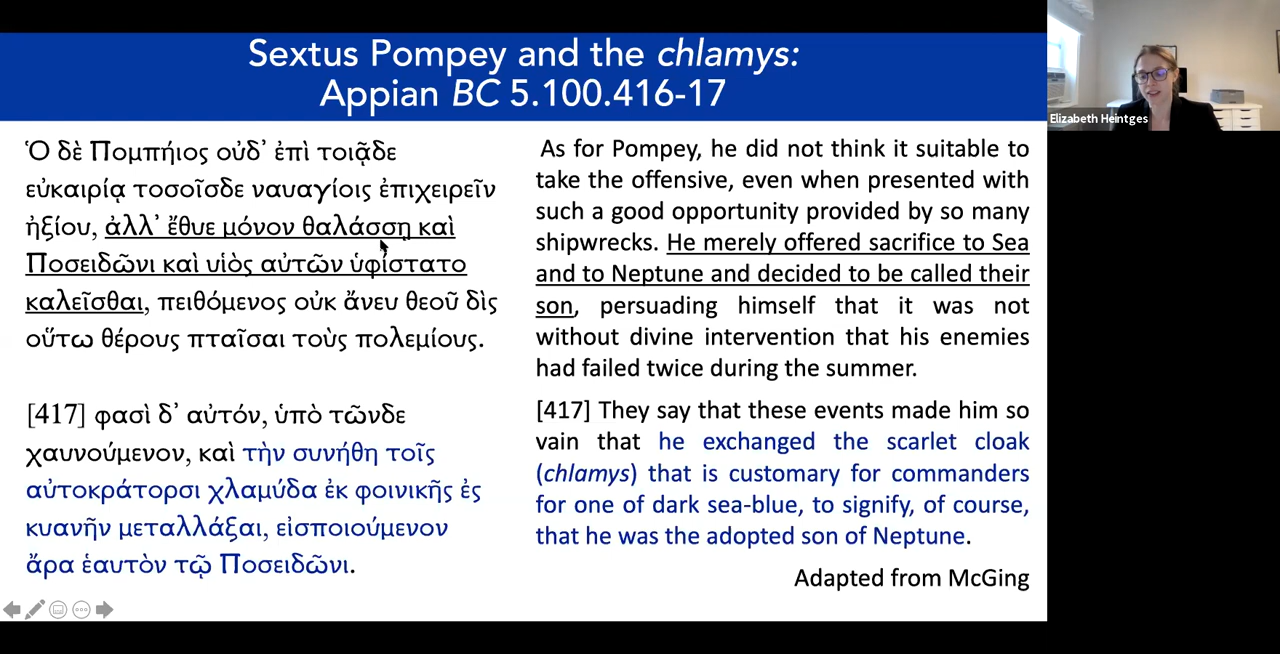 Sextus Pompey and the chlamys:
Appian BC 5.100.416-17
Elizabeth Heintges
Ὁ δὲ Πομπήιος οὐδ’ ἐπὶ τοιᾷδε
εὐκαιρίᾳ τοσοῖσδε ναυαγίοις ἐπιχειρεῖν
ἠξίου, ἀλλ’ ἔθυε μόνον θαλάσσῃ καὶ
Ποσειδῶνι καὶ υἱὸς αὐτῶν ὑφίστατο
καλεῖσθαι, πειθόμενος οὐκ ἄνευ θεοῦ δὶς
οὕτω θέρους πταῖσαι τοὺς πολεμίους.
[417] φασὶ δ’ αὐτόν, ὑπὸ τῶνδε
χαυνούμενον, καὶ τὴν συνήθη τοῖς
αὐτοκράτορσι χλαμύδα ἐκ φοινικῆς ἐς
κυανῆν μεταλλάξαι, εἰσποιούμενον
ἄρα ἑαυτὸν τῷ Ποσειδῶνι.
As for Pompey, he did not think it suitable to
take the offensive, even when presented with
such a good opportunity provided by so many
shipwrecks. He merely offered sacrifice to Sea
and to Neptune and decided to be called their
son, persuading himself that it was not
without divine intervention that his enemies
had failed twice during the summer.
[417] They say that these events made him so
vain that he exchanged the scarlet cloak
(chlamys) that is customary for commanders
for one of dark sea-blue, to signify, of course,
that he was the adopted son of Neptune.
Adapted from McGing